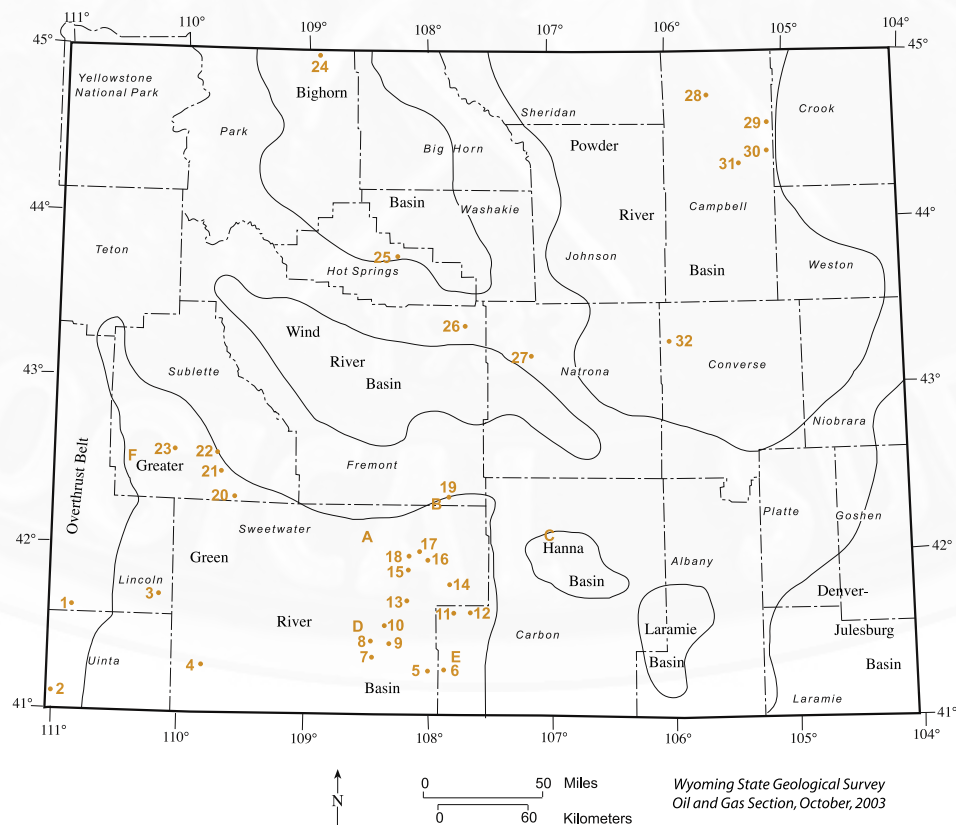 111°
110°
109°
108°
107°
106°
105°
45°
45°
24
Yellowstone
National Park
Bighorn
28
Sheridan
Crook
29
Park
Powder
Big Horn
30
31
44°
44°
Basin
Washakie
River
Campbell
Teton
25
Hot Springs
Johnson
Basin
Weston
Wind
26
27
32
River
Natrona
Converse
43°
43°
Sublette
Basin
Niobrara
F
23
22
Greater
21
Fremont
Overthrust Belt
20
19
B
Platte
Goshen
Sweetwater
A
C
42°
42°
17
Hanna
Green
18
16
Albany
15
Lincoln
14
Basin
Denver-
3
1
13
11
12
River
D
10
Carbon
Laramie
Julesburg
8
9
Uinta
7
E
Basin
Basin
4
5
6
2
Basin
Laramie
41°
41°
111°
110°
109°
108°
107°
106°
105°
104°
0
50
Miles
Wyoming State Geological Survey
Oil and Gas Section, October, 2003
N
0
60
Kilometers